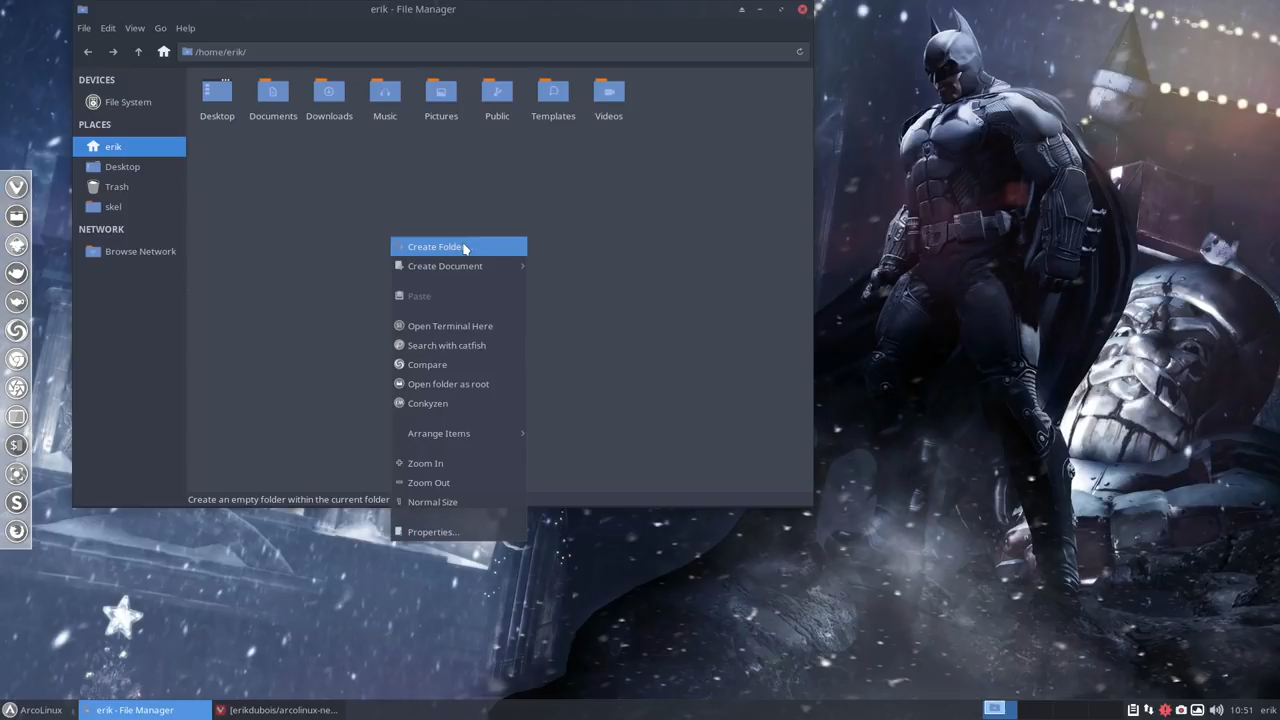 erik - File Manager
File Edit View Go Help
/home/erik/
DEVICES
File System
PLACES
erik
Desktop
Trash
skel
NETWORK
Browse Network
Desktop Documents Downloads Music Pictures Public Templates Videos
Create Folder
Create Document
Paste
Open Terminal Here
Search with catfish
Compare
Open folder as root
Conkyzen
Arrange Items
Zoom In
Zoom Out
Normal Size
Properties...
Create an empty folder within the current folder
ArcoLinux
erik - File Manager
[erikdubois/arcolinux-ne...
10:51 erik